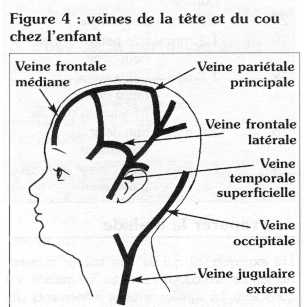 Figure 4 : veines de la tête et du cou
chez l'enfant
Veine frontale
médiane
Veine pariétale
principale
Veine frontale
latérale
Veine
temporale
superficielle
Veine
occipitale
Veine jugulaire
externe